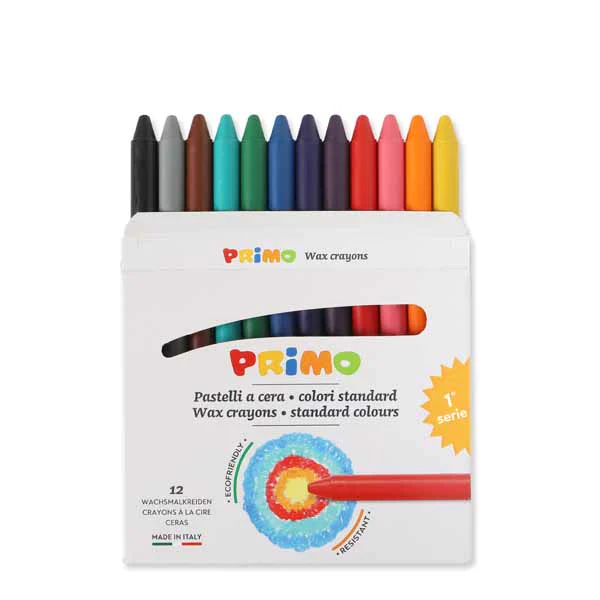 PRiMO Wax crayons
PRiMO
Pastelli a cera • colori standard
Wax crayons • standard colours
1ª serie
• ECOFRIENDLY •
• RESISTANT •
12
WACHSMALKREIDEN
CRAYONS À LA CIRE
CERAS
MADE IN ITALY